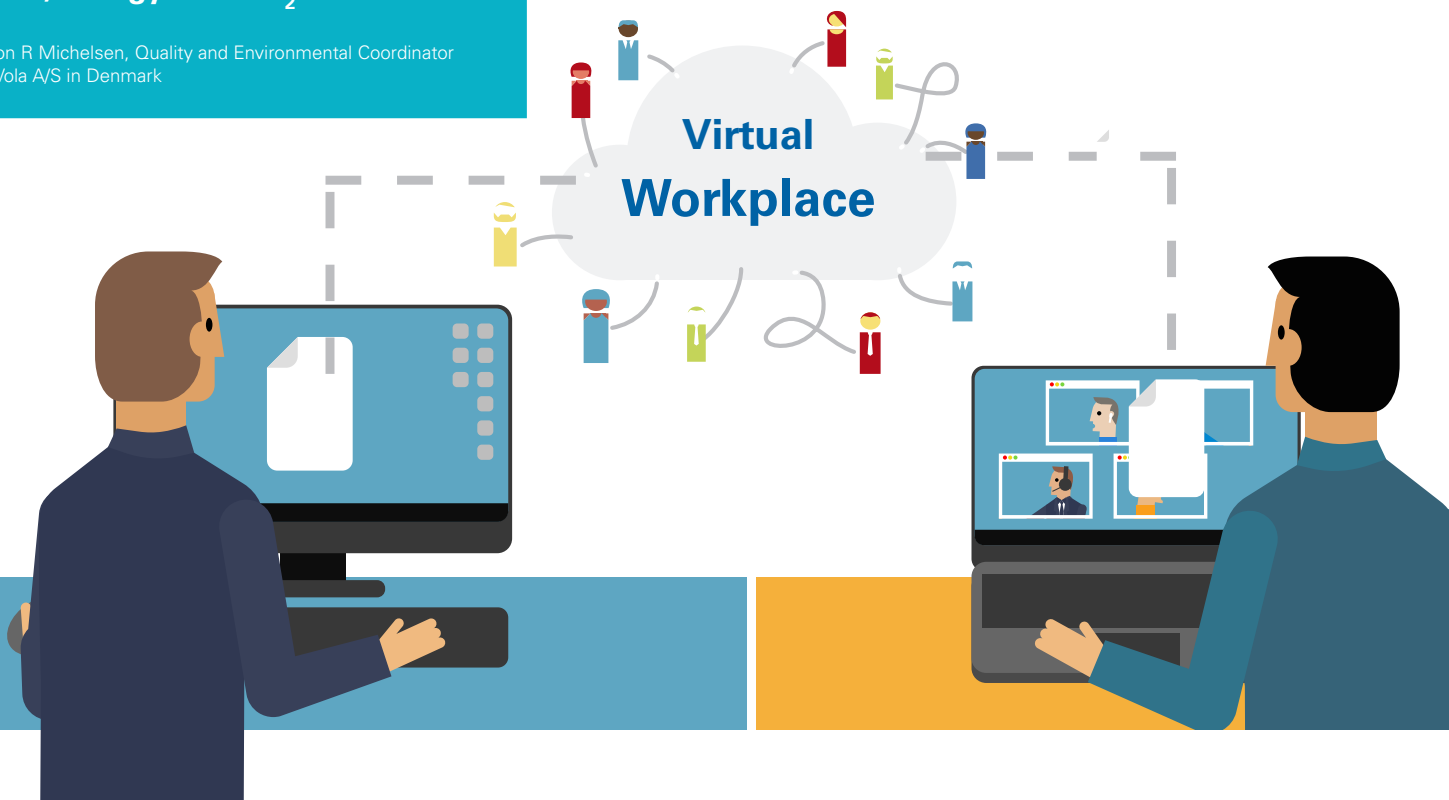 on R Michelsen, Quality and Environmental Coordinator
Vola A/S in Denmark
Virtual
Workplace